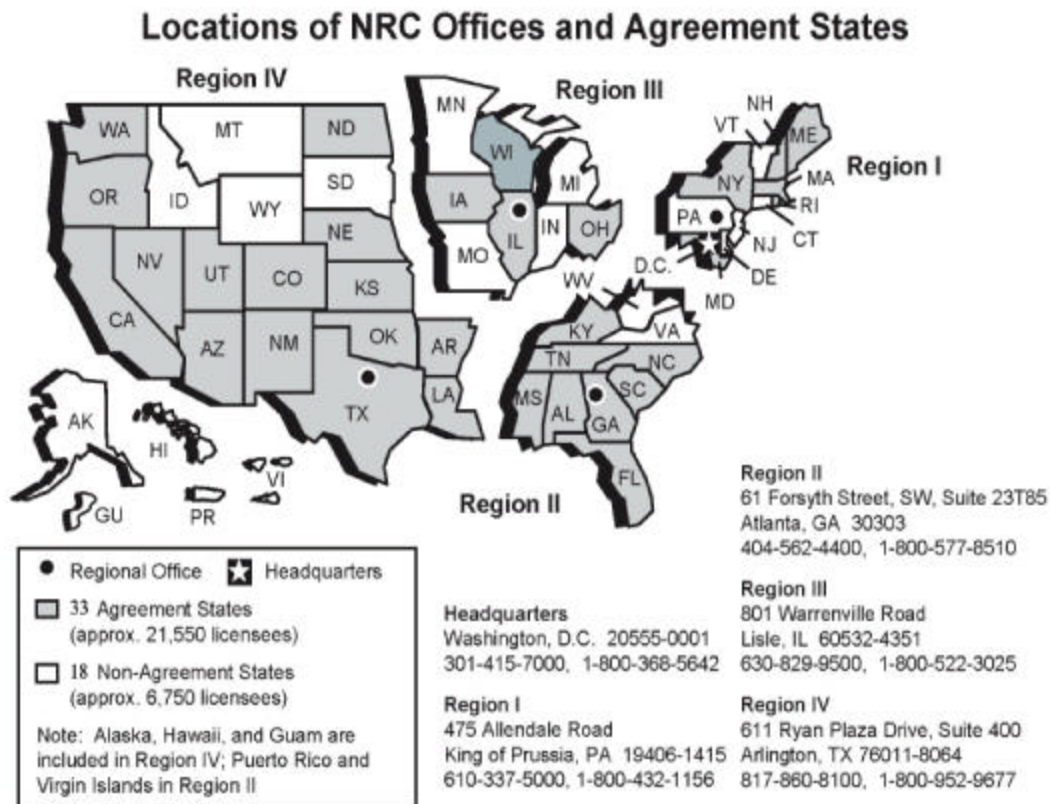 Locations of NRC Offices and Agreement States
Region IV
Region III
Region I
WA
MT
ND
MN
WI
NH
VT
ME
OR
ID
SD
WY
IA
MI
NY
MA
RI
CT
NE
IL
IN
OH
PA
NJ
NV
UT
CO
KS
MO
WV
D.C.
DE
MD
CA
AZ
NM
OK
AR
KY
VA
TN
NC
TX
LA
MS
AL
GA
SC
AK
HI
VI
FL
GU
PR
Region II
Regional Office
Headquarters
33 Agreement States
(approx. 21,550 licensees)
18 Non-Agreement States
(approx. 6,750 licensees)
Note: Alaska, Hawaii, and Guam are
included in Region IV; Puerto Rico and
Virgin Islands in Region II
Headquarters
Washington, D.C. 20555-0001
301-415-7000, 1-800-368-5642
Region I
475 Allendale Road
King of Prussia, PA 19406-1415
610-337-5000, 1-800-432-1156
Region II
61 Forsyth Street, SW, Suite 23T85
Atlanta, GA 30303
404-562-4400, 1-800-577-8510
Region III
801 Warrenville Road
Lisle, IL 60532-4351
630-829-9500, 1-800-522-3025
Region IV
611 Ryan Plaza Drive, Suite 400
Arlington, TX 76011-8064
817-860-8100, 1-800-952-9677